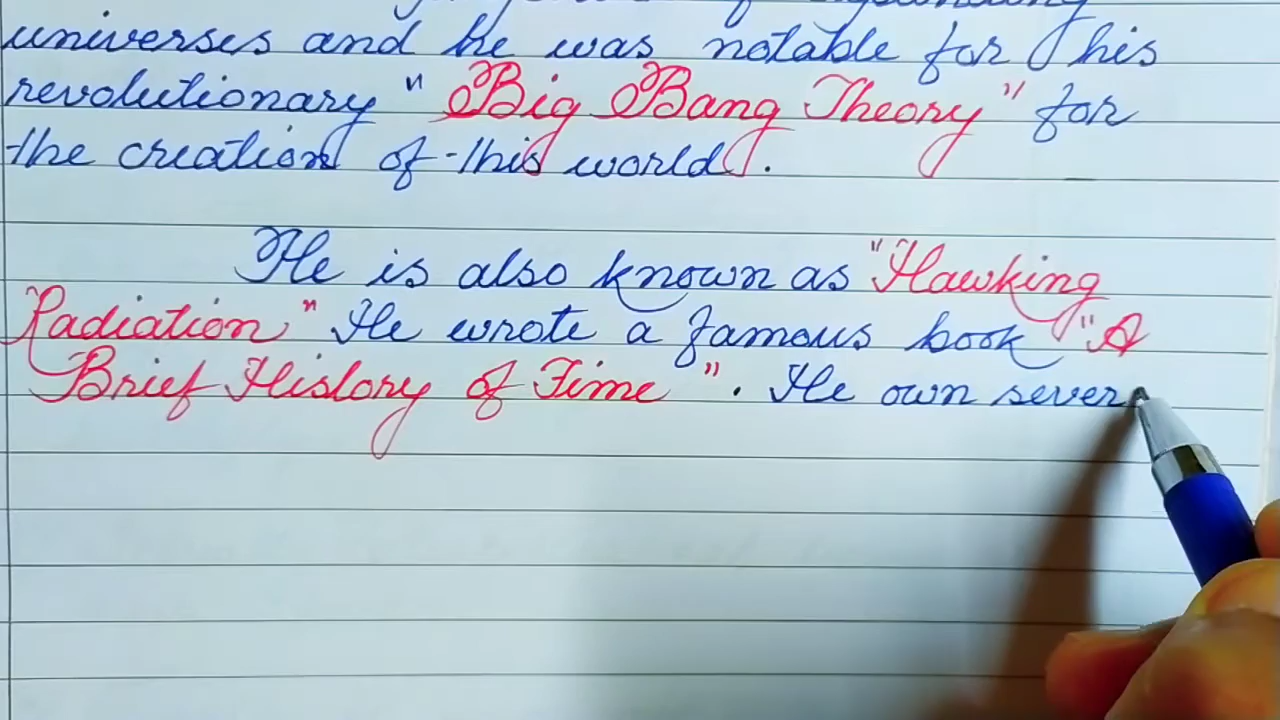 universes and he was notable for his
revolutionary " Big Bang Theory " for
the creation of this world .
He is also known as "Hawking
Radiation " He wrote a famous book "A
Brief History of Time " . He own sever